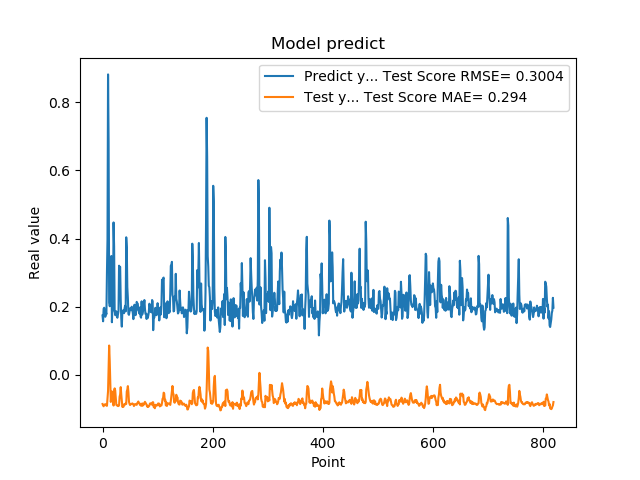 Model predict
Predict y... Test Score RMSE= 0.3004
Test y... Test Score MAE= 0.294
Real value
0.8
0.6
0.4
0.2
0.0
0
200
400
600
800
Point